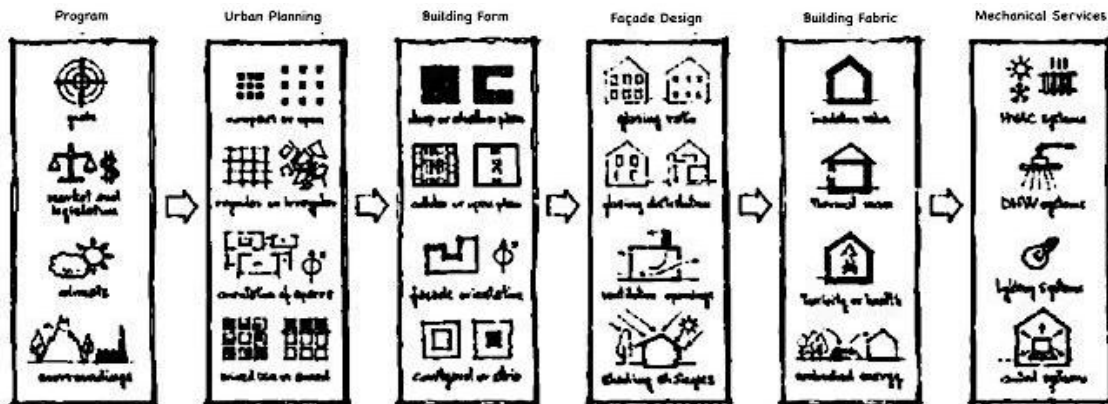 Program
Urban Planning
Building Form
Façade Design
Building Fabric
Mechanical Services
goals
market and
legislation
climate
surroundings
compact or open
regular or irregular
orientation of spaces
mixed use or zoned
deep or shallow plan
cellular or open plan
façade orientation
courtyard or atria
glazing ratio
glazing distribution
ventilation openings
shading strategies
insulation value
thermal mass
toxicity or health
embodied energy
HVAC systems
DHW systems
lighting systems
control systems